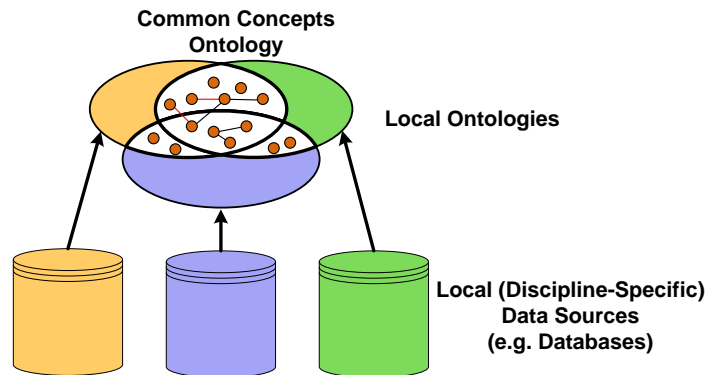 Common Concepts
Ontology
Local Ontologies
Local (Discipline-Specific)
Data Sources
(e.g. Databases)